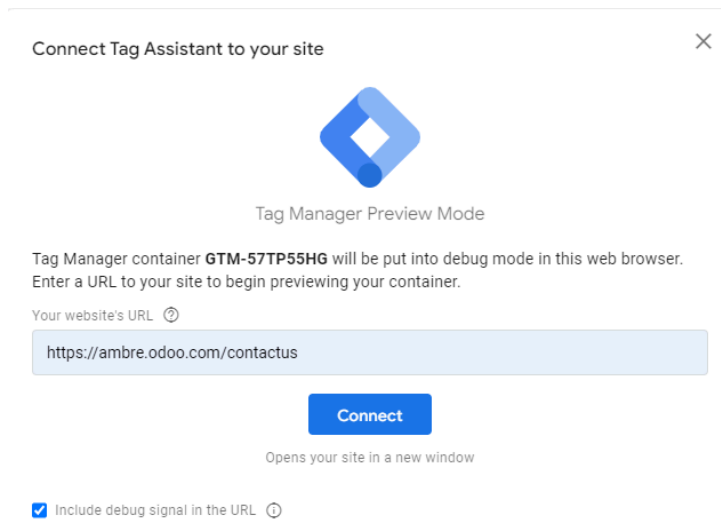 Connect Tag Assistant to your site
Tag Manager Preview Mode
Tag Manager container GTM-57TP55HG will be put into debug mode in this web browser.
Enter a URL to your site to begin previewing your container.
Your website's URL
https://ambre.odoo.com/contactus
Connect
Opens your site in a new window
Include debug signal in the URL